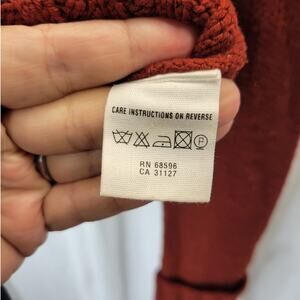 CARE INSTRUCTIONS ON REVERSE
RN 68596
CA 31127